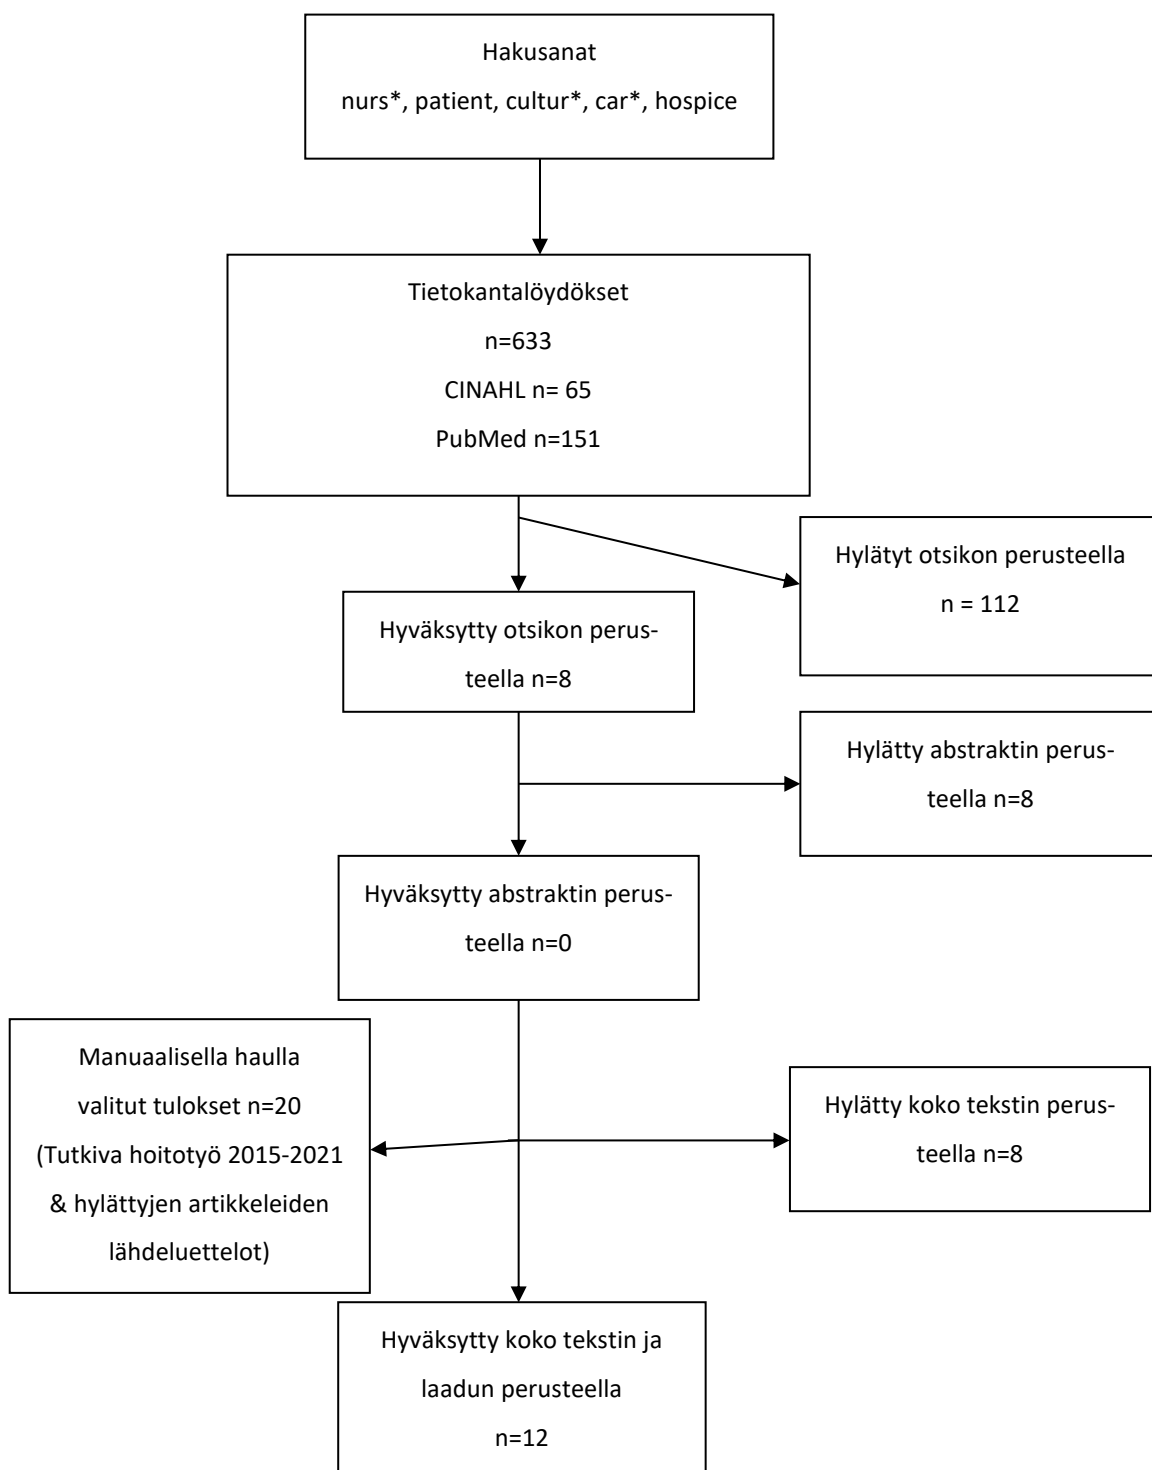 Hakusanat
nurs*, patient, cultur*, car*, hospice
Tietokantalöydökset
n=633
CINAHL n= 65
PubMed n=151
Hylätyt otsikon perusteella
n = 112
Hyväksytty otsikon perus-
teella n=8
Hylätty abstraktin perus-
teella n=8
Hyväksytty abstraktin perus-
teella n=0
Manuaalisella haulla
valitut tulokset n=20
(Tutkiva hoitotyö 2015-2021
& hylättyjen artikkeleiden
lähdeluettelot)
Hylätty koko tekstin perus-
teella n=8
Hyväksytty koko tekstin ja
laadun perusteella
n=12